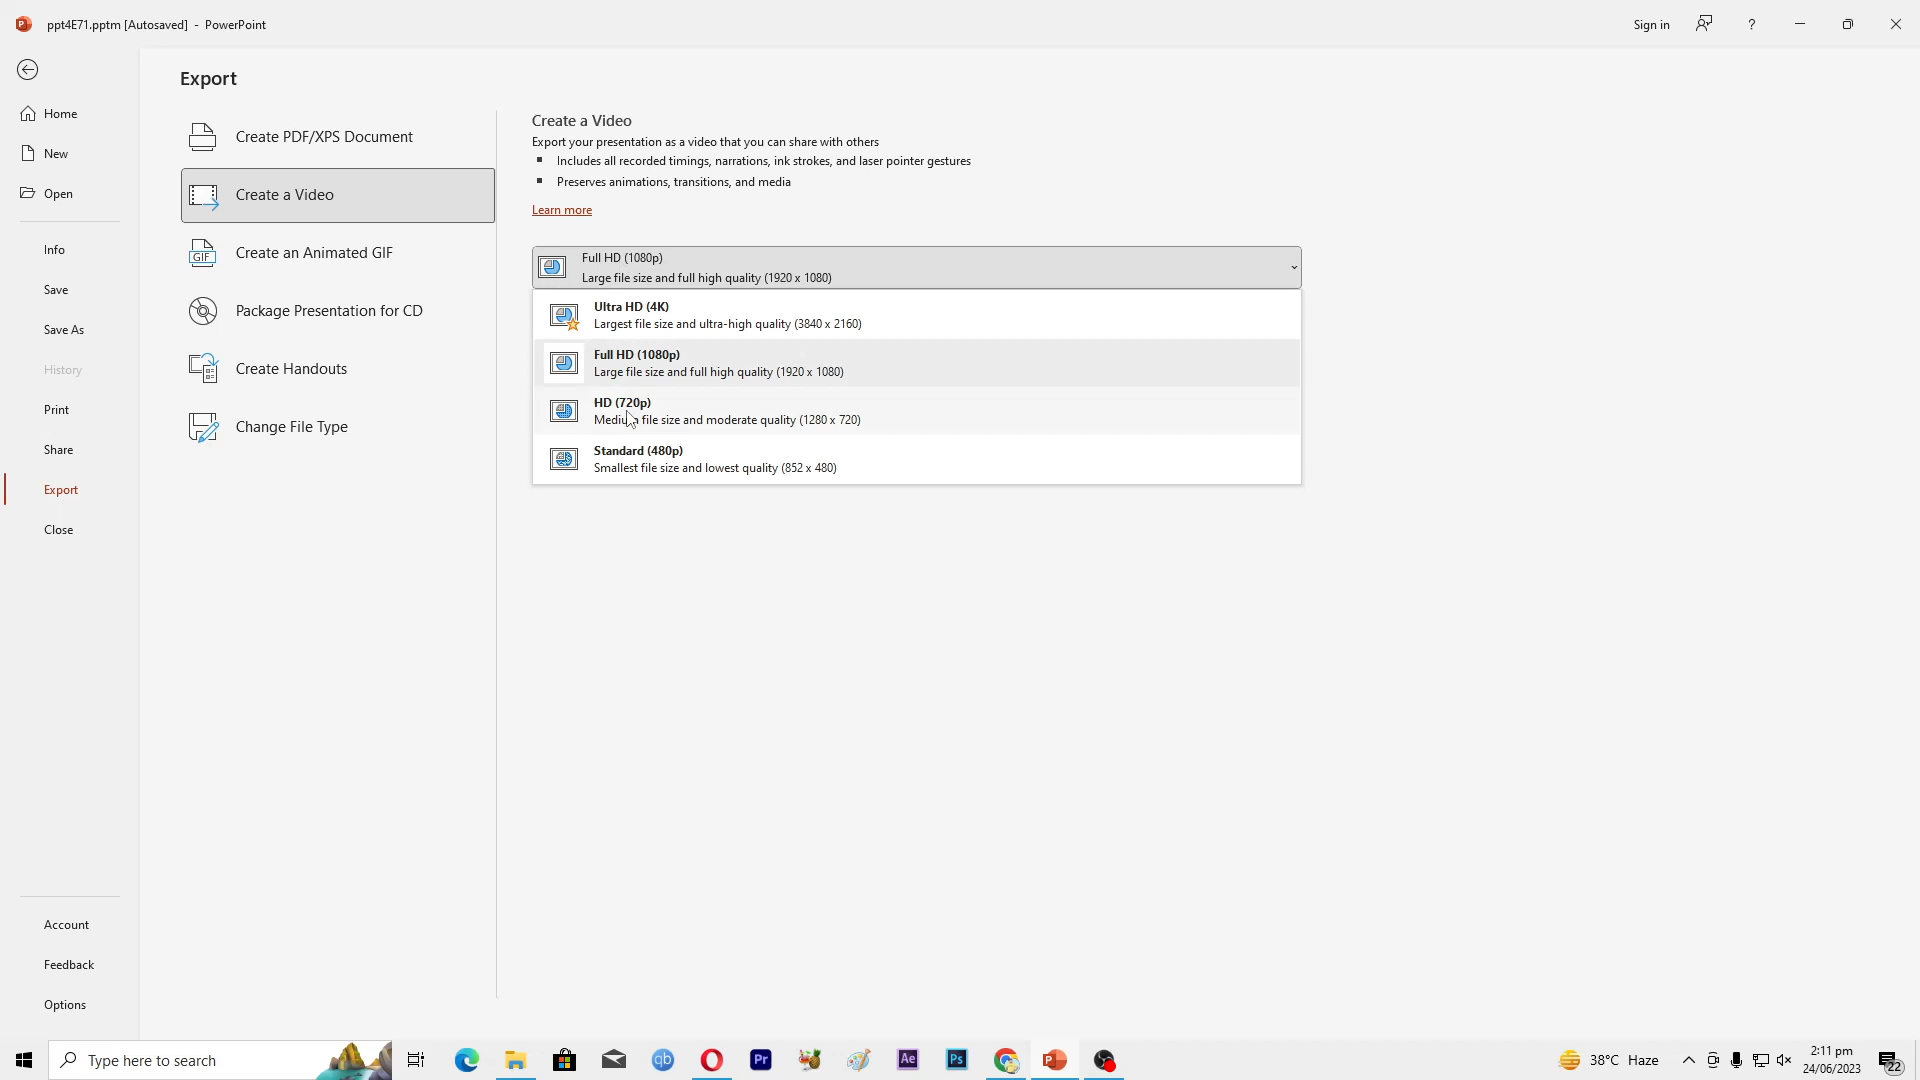 ppt4E71.pptm [Autosaved] - PowerPoint
Sign in
Home
New
Open
Info
Save
Save As
History
Print
Share
Export
Close
Account
Feedback
Options
Export
Create PDF/XPS Document
Create a Video
GIF Create an Animated GIF
Package Presentation for CD
Create Handouts
Change File Type
Create a Video
Export your presentation as a video that you can share with others
▪ Includes all recorded timings, narrations, ink strokes, and laser pointer gestures
▪ Preserves animations, transitions, and media
Learn more
Full HD (1080p)
Large file size and full high quality (1920 x 1080)
Ultra HD (4K)
Largest file size and ultra-high quality (3840 x 2160)
Full HD (1080p)
Large file size and full high quality (1920 x 1080)
HD (720p)
Medium file size and moderate quality (1280 x 720)
Standard (480p)
Smallest file size and lowest quality (852 x 480)
Type here to search
qb
Pr
Ae
Ps
38°C Haze
2:11 pm
24/06/2023
22